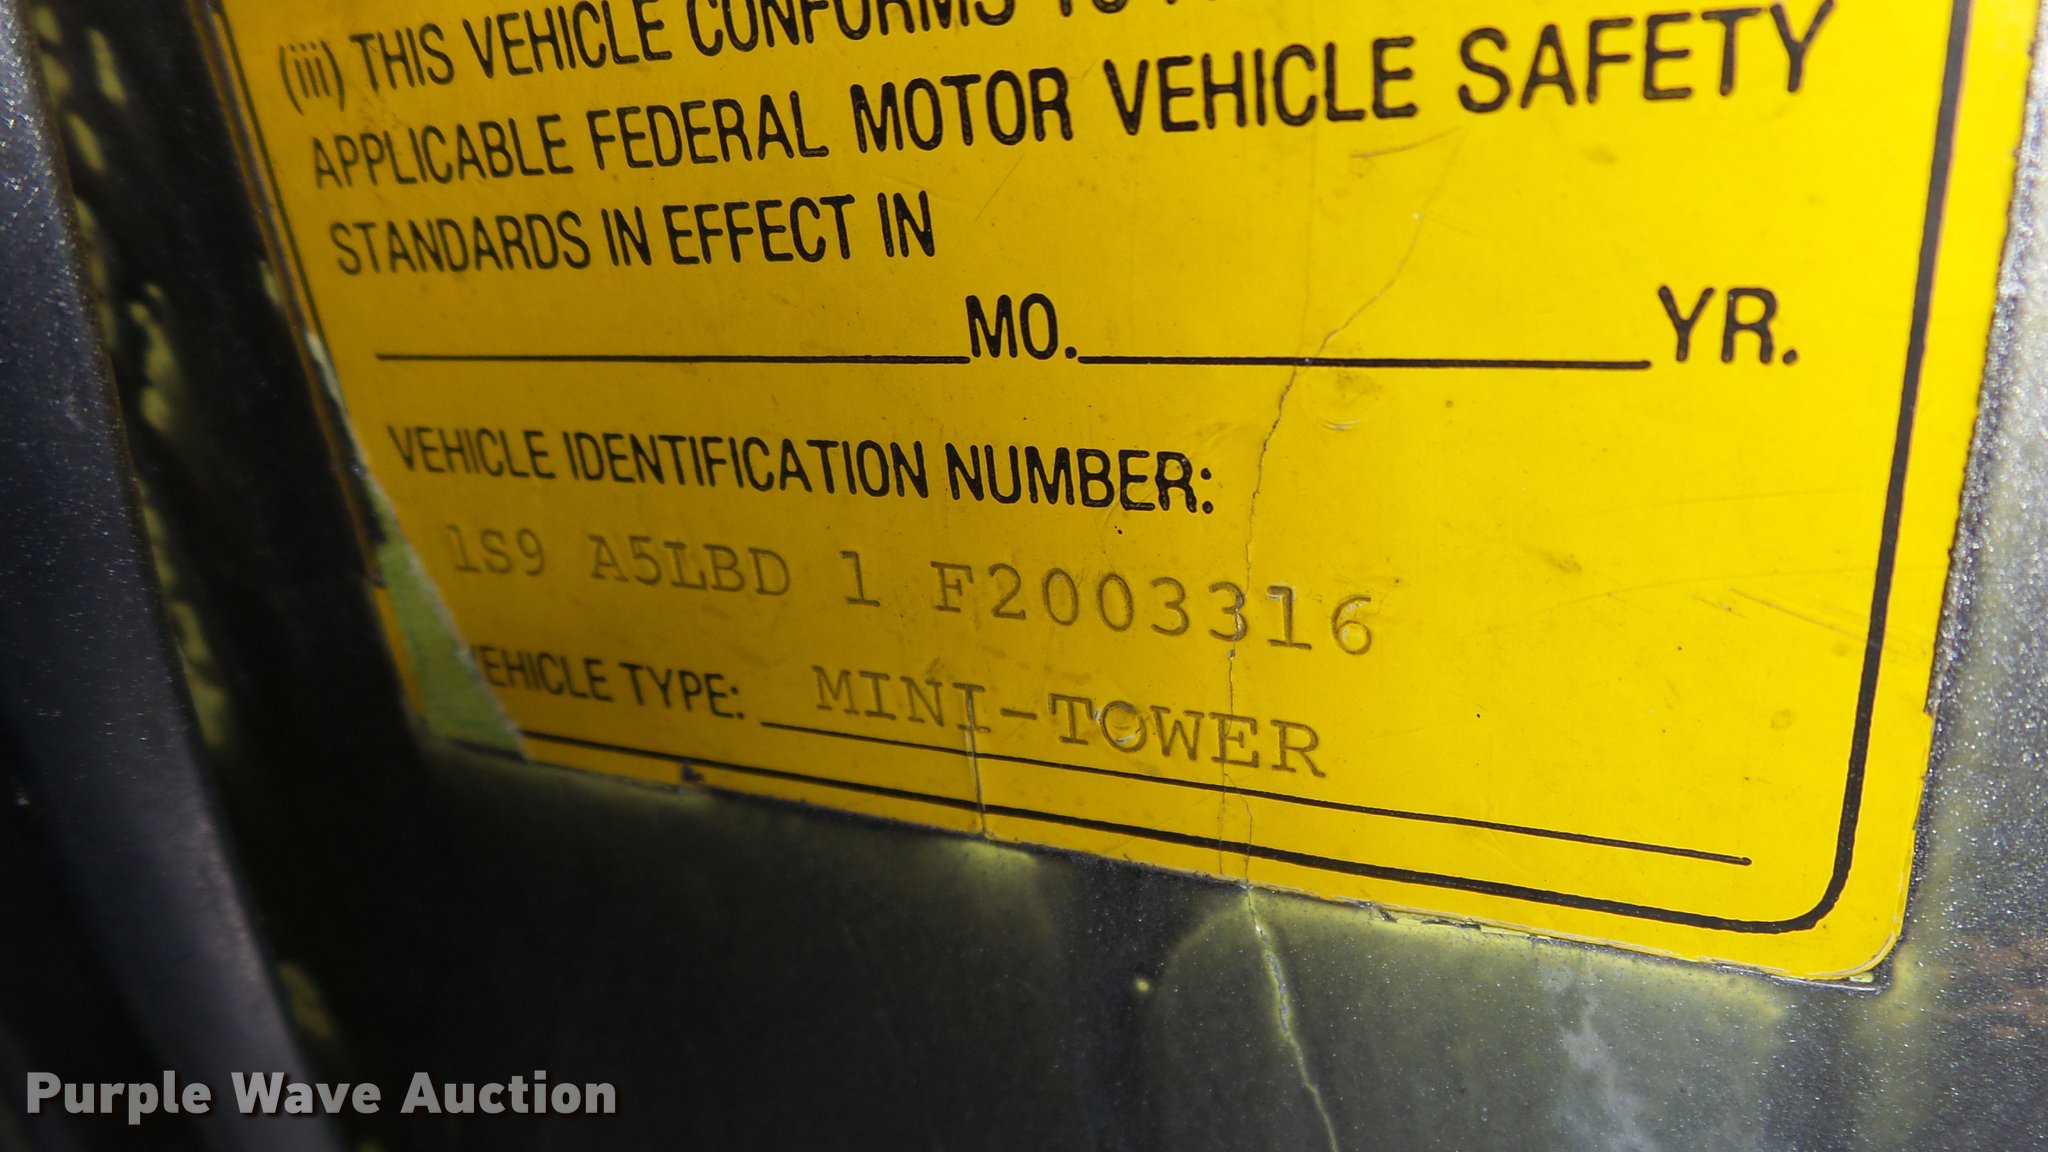 (iii) THIS VEHICLE CONFORMS TO
APPLICABLE FEDERAL MOTOR VEHICLE SAFETY
STANDARDS IN EFFECT IN
MO. YR.
VEHICLE IDENTIFICATION NUMBER:
1S9 A5LBD 1 F2003316
VEHICLE TYPE: MINI-TOWER
Purple Wave Auction